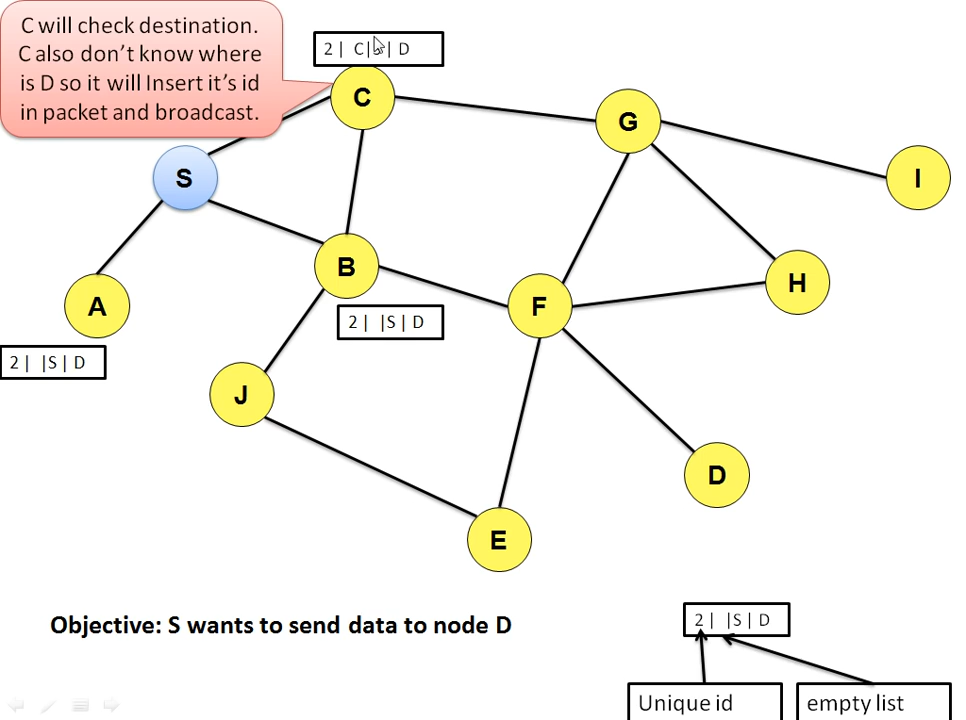 C will check destination.
C also don't know where
is D so it will Insert it's id
in packet and broadcast.
2 | C| | D
C
G
S
I
B
H
A
F
2 | |S | D
2 | |S | D
J
D
E
Objective: S wants to send data to node D
2 | |S | D
Unique id
empty list